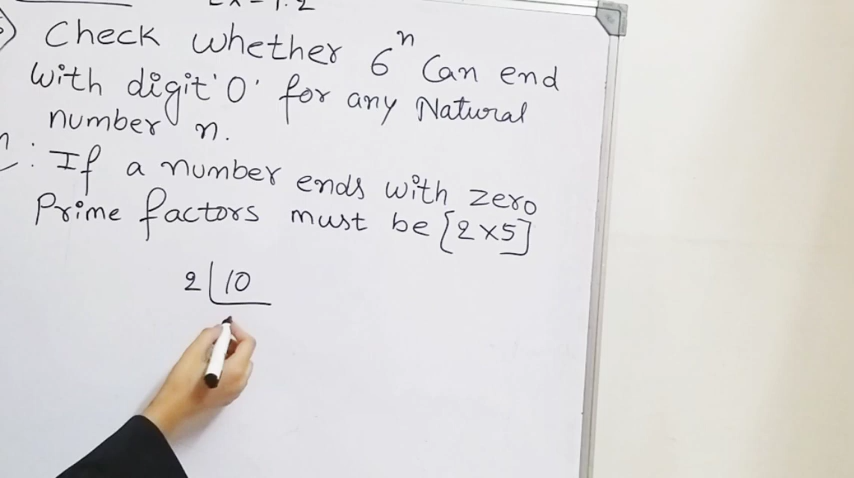 Check whether 6ⁿ Can end
with digit '0' for any Natural
number n.
: If a number ends with zero
Prime factors must be [2×5]
2 | 10